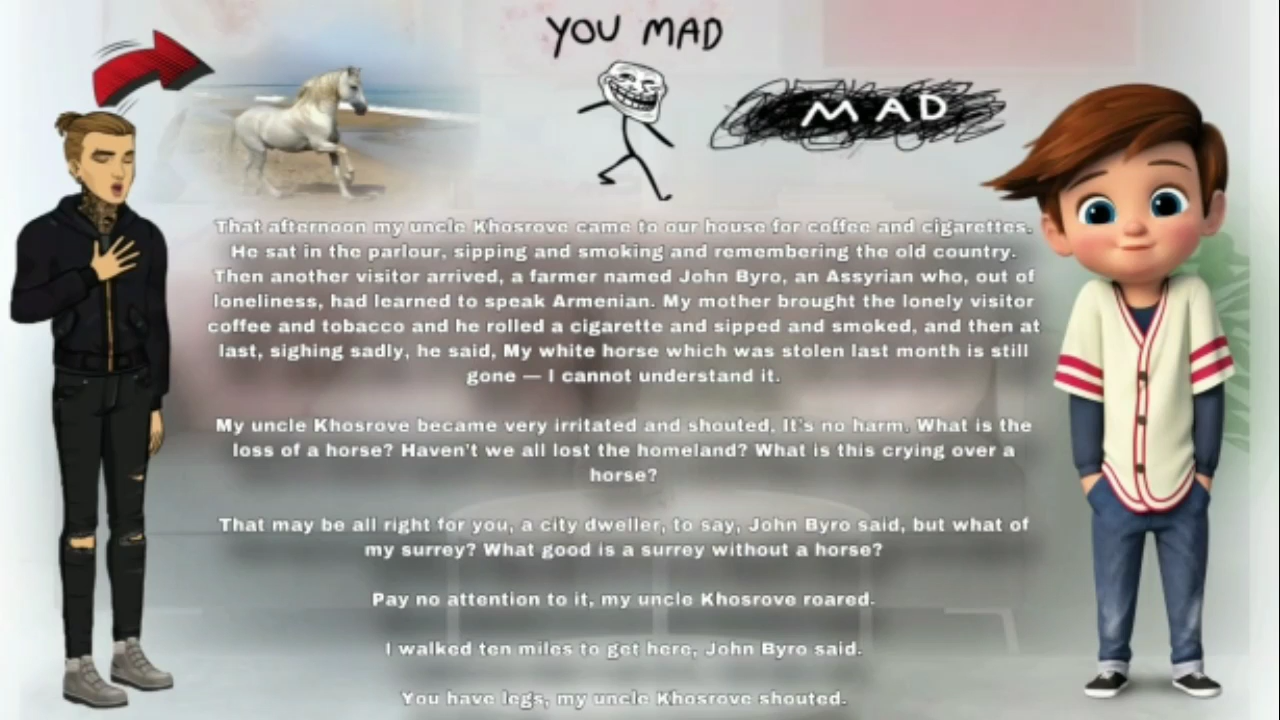 YOU MAD
MAD
That afternoon my uncle Khosrove came to our house for coffee and cigarettes.
He sat in the parlour, sipping and smoking and remembering the old country.
Then another visitor arrived, a farmer named John Byro, an Assyrian who, out of
loneliness, had learned to speak Armenian. My mother brought the lonely visitor
coffee and tobacco and he rolled a cigarette and sipped and smoked, and then at
last, sighing sadly, he said, My white horse which was stolen last month is still
gone — I cannot understand it.
My uncle Khosrove became very irritated and shouted, It's no harm. What is the
loss of a horse? Haven't we all lost the homeland? What is this crying over a
horse?
That may be all right for you, a city dweller, to say, John Byro said, but what of
my surrey? What good is a surrey without a horse?
Pay no attention to it, my uncle Khosrove roared.
I walked ten miles to get here, John Byro said.
You have legs, my uncle Khosrove shouted.